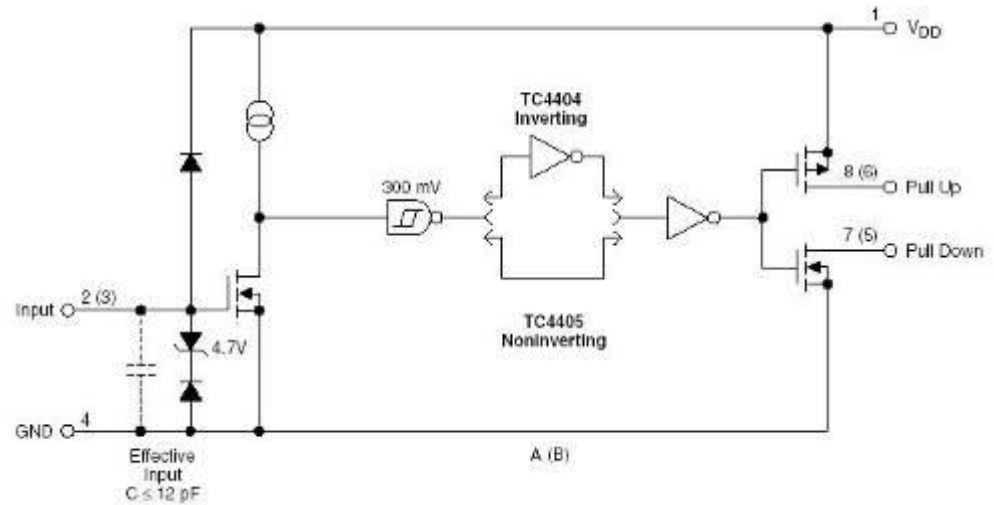 1
VDD
TC4404
Inverting
8 (6)
Pull Up
300 mV
7 (5)
Pull Down
2 (3)
Input
TC4405
Noninverting
4.7V
4
GND
A (B)
Effective
Input
C ≤ 12 pF